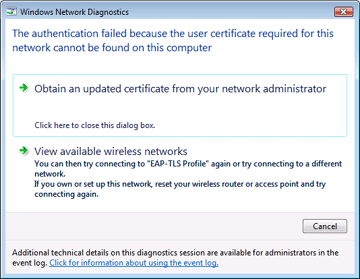 Windows Network Diagnostics
The authentication failed because the user certificate required for this
network cannot be found on this computer
Obtain an updated certificate from your network administrator
Click here to close this dialog box.
View available wireless networks
You can then try connecting to "EAP-TLS Profile" again or try connecting to a different
network.
If you own or set up this network, reset your wireless router or access point and try
connecting again.
Cancel
Additional technical details on this diagnostics session are available for administrators in the
event log. Click for information about using the event log.